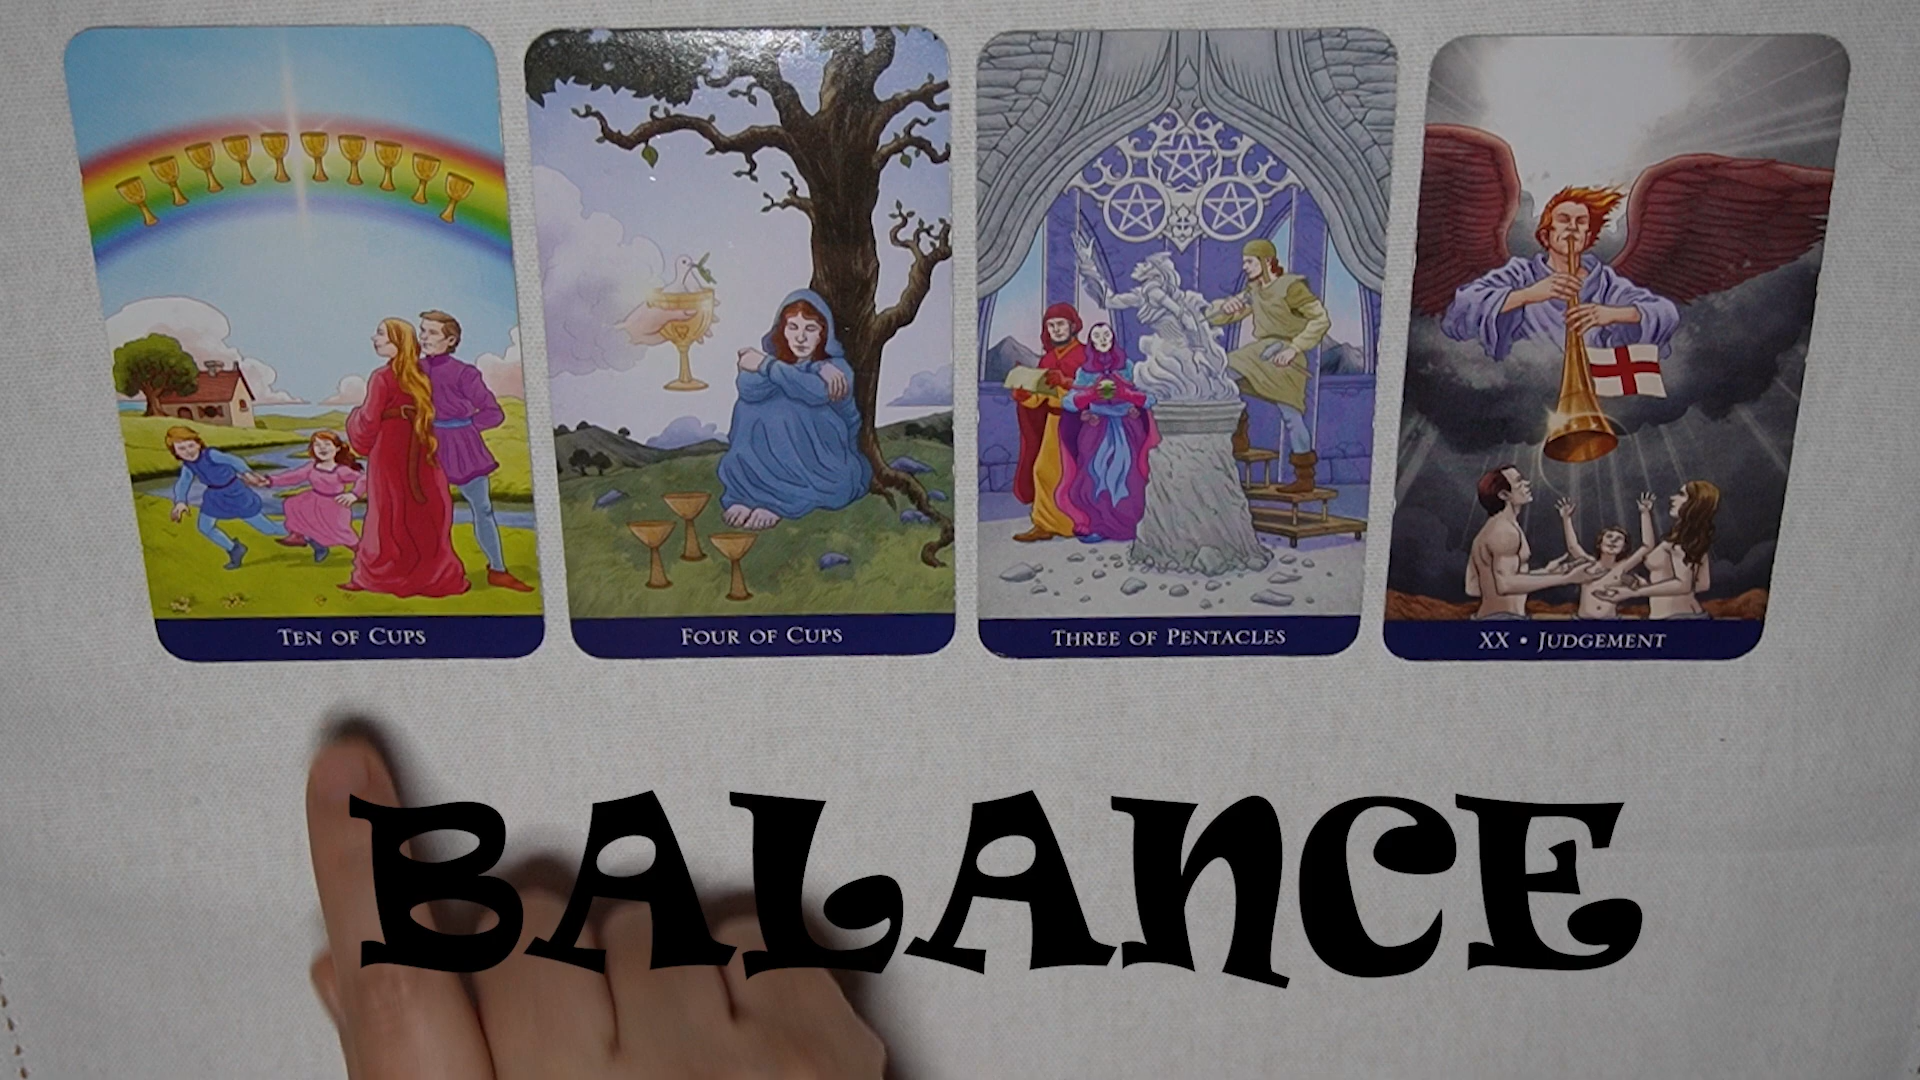 TEN OF CUPS
FOUR OF CUPS
THREE OF PENTACLES
XX • JUDGEMENT
BALANCE